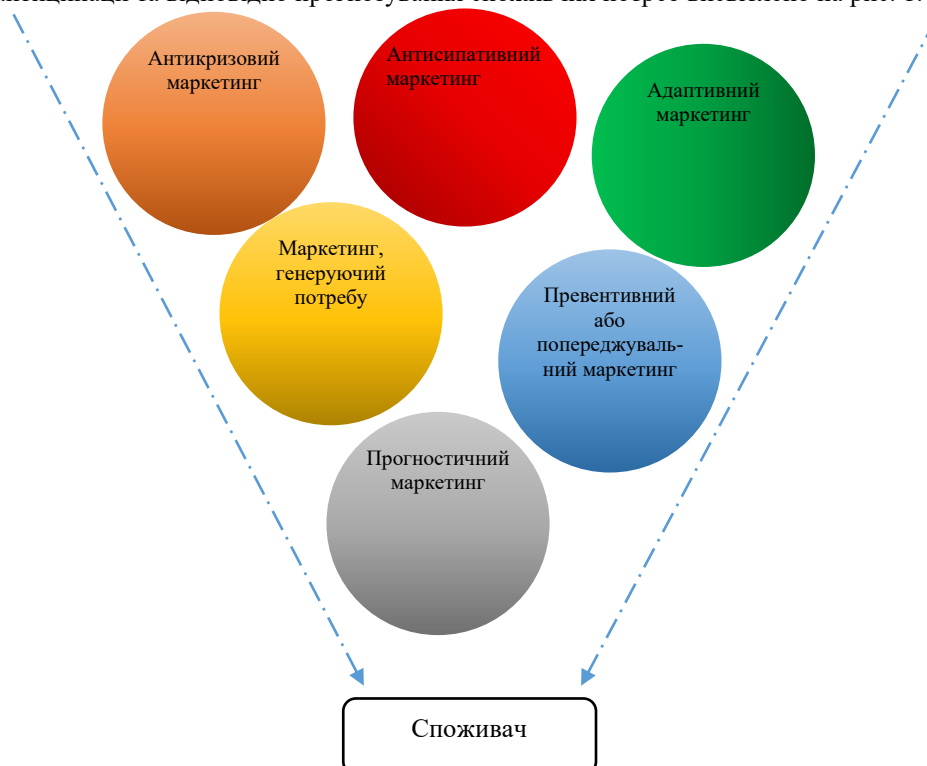 Антикризовий
маркетинг
Антисипативний
маркетинг
Адаптивний
маркетинг
Маркетинг,
генеруючий
потребу
Превентивний
або
попереджуваль-
ний маркетинг
Прогностичний
маркетинг
Споживач